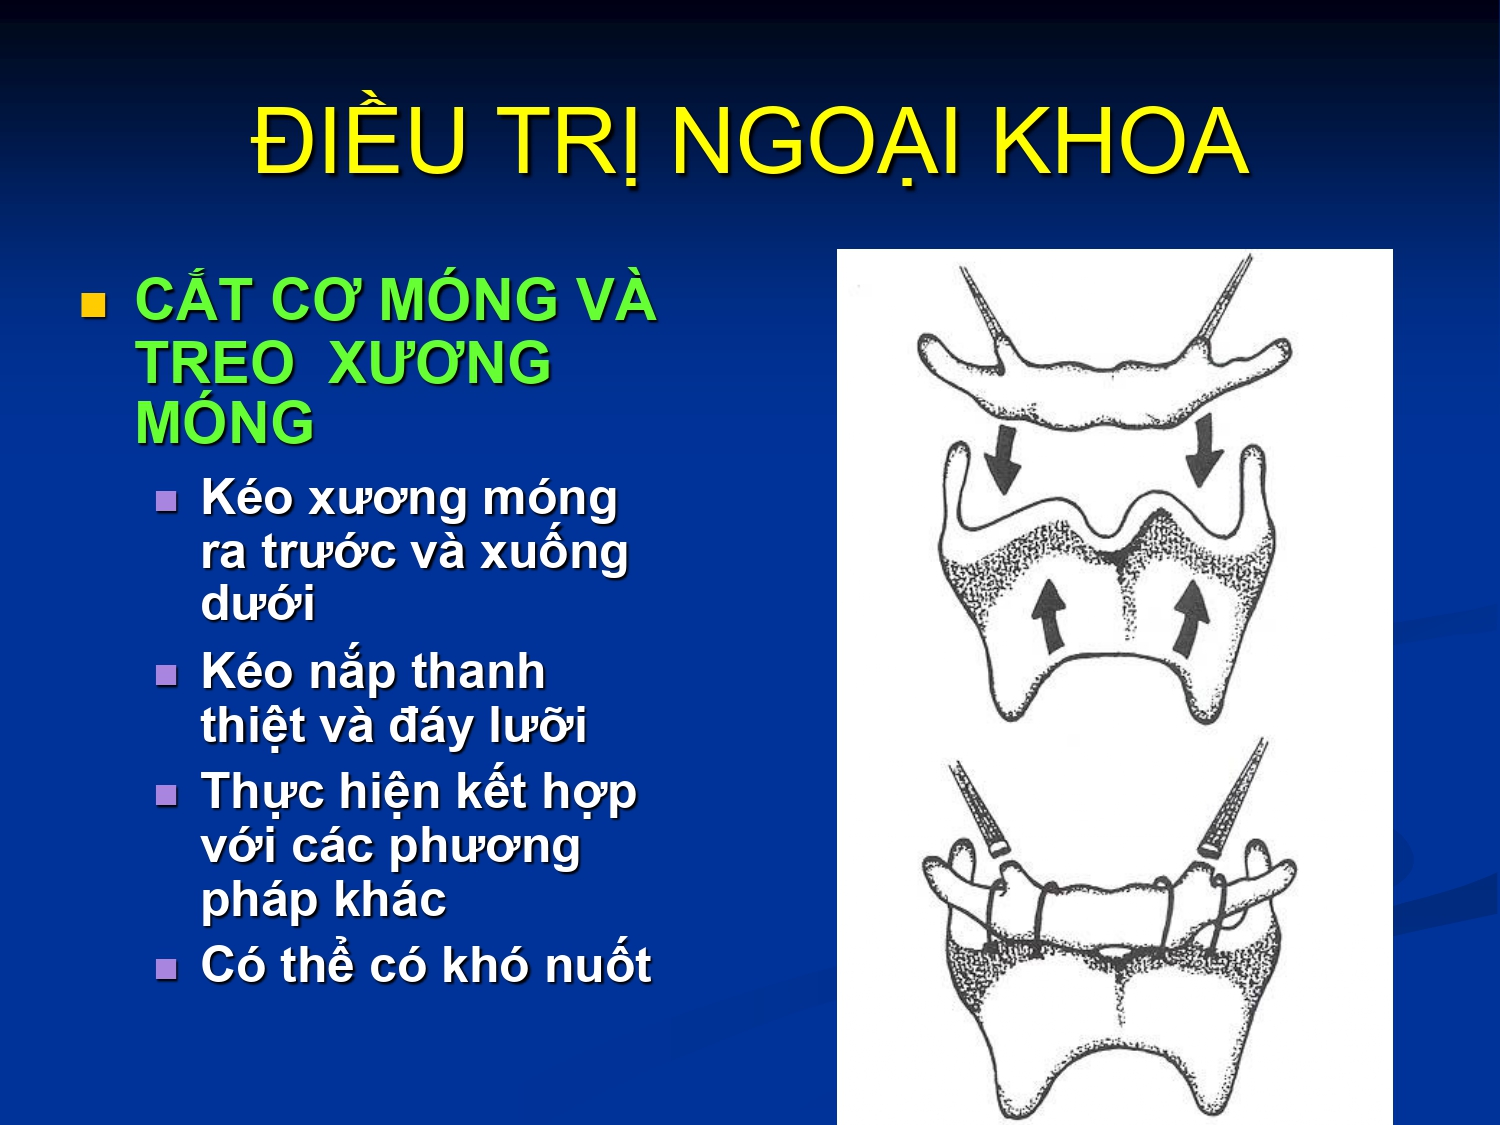 ĐIỀU TRỊ NGOẠI KHOA
CẮT CƠ MÓNG VÀ
TREO XƯƠNG
MÓNG
Kéo xương móng
ra trước và xuống
dưới
Kéo nắp thanh
thiệt và đáy lưỡi
Thực hiện kết hợp
với các phương
pháp khác
Có thể có khó nuốt